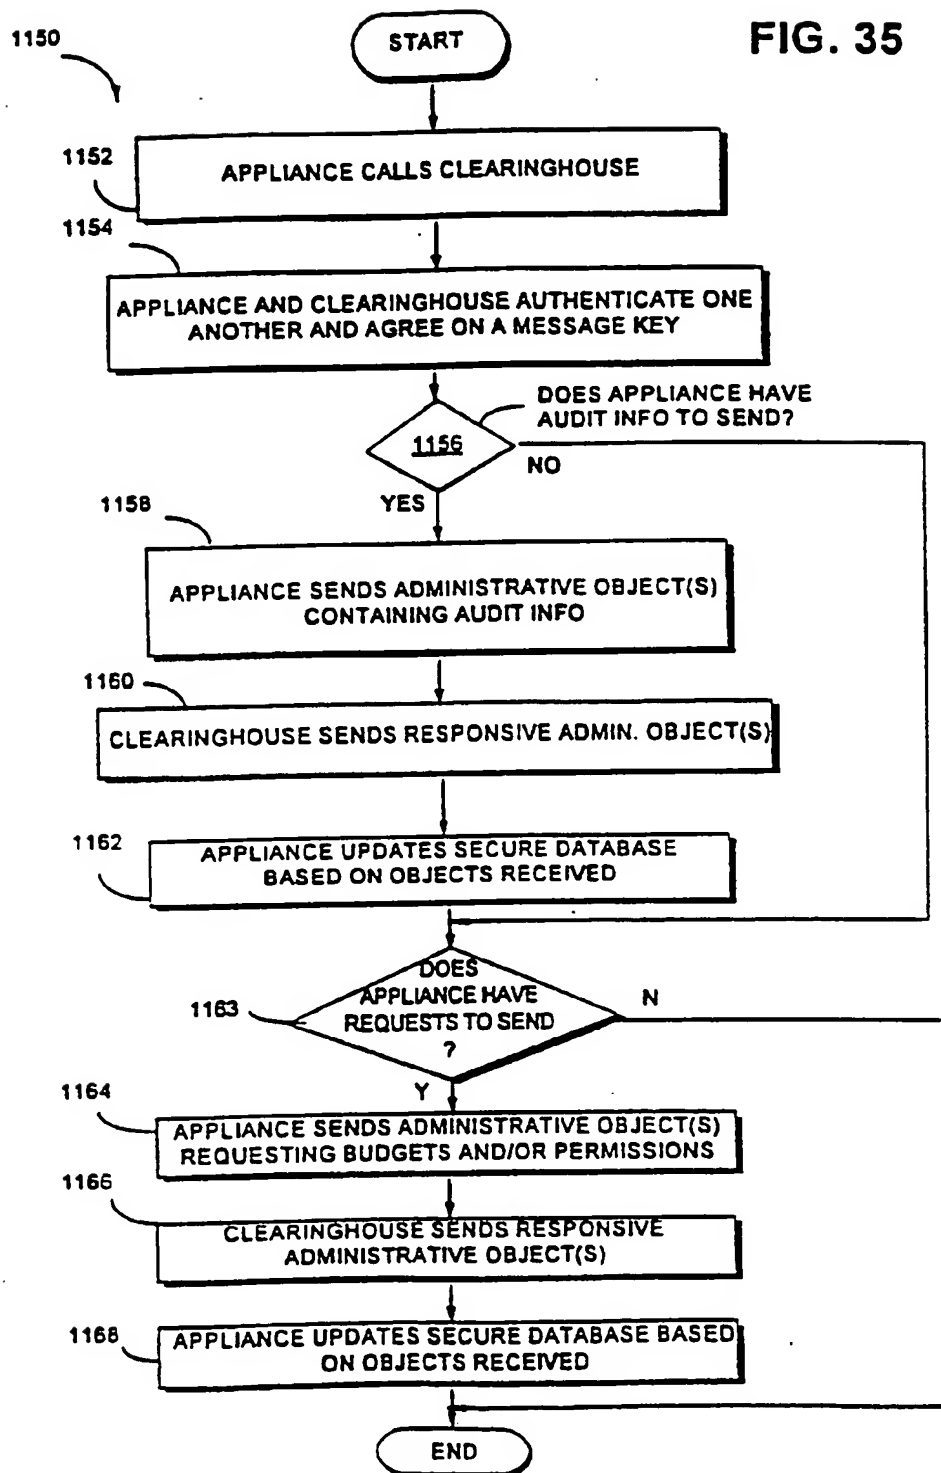 FIG. 35
1150
START
1152
APPLIANCE CALLS CLEARINGHOUSE
1154
APPLIANCE AND CLEARINGHOUSE AUTHENTICATE ONE
ANOTHER AND AGREE ON A MESSAGE KEY
DOES APPLIANCE HAVE
AUDIT INFO TO SEND?
1156
NO
YES
1158
APPLIANCE SENDS ADMINISTRATIVE OBJECT(S)
CONTAINING AUDIT INFO
1160
CLEARINGHOUSE SENDS RESPONSIVE ADMIN. OBJECT(S)
1162
APPLIANCE UPDATES SECURE DATABASE
BASED ON OBJECTS RECEIVED
DOES
APPLIANCE HAVE
REQUESTS TO SEND
?
1163
N
Y
1164
APPLIANCE SENDS ADMINISTRATIVE OBJECT(S)
REQUESTING BUDGETS AND/OR PERMISSIONS
1166
CLEARINGHOUSE SENDS RESPONSIVE
ADMINISTRATIVE OBJECT(S)
1168
APPLIANCE UPDATES SECURE DATABASE BASED
ON OBJECTS RECEIVED
END